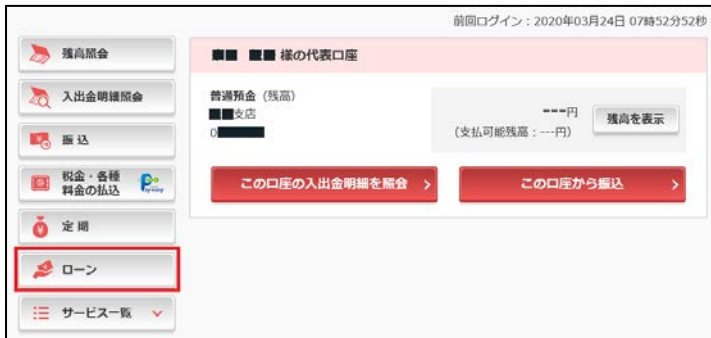 前回ログイン：2020年03月24日 07時52分52秒
残高照会
入出金明細照会
振込
税金・各種
料金の払込
Pay-easy
定期
ローン
サービス一覧
様の代表口座
普通預金（残高）
支店
0
---円
（支払可能残高：---円）
残高を表示
この口座の入出金明細を照会
この口座から振込